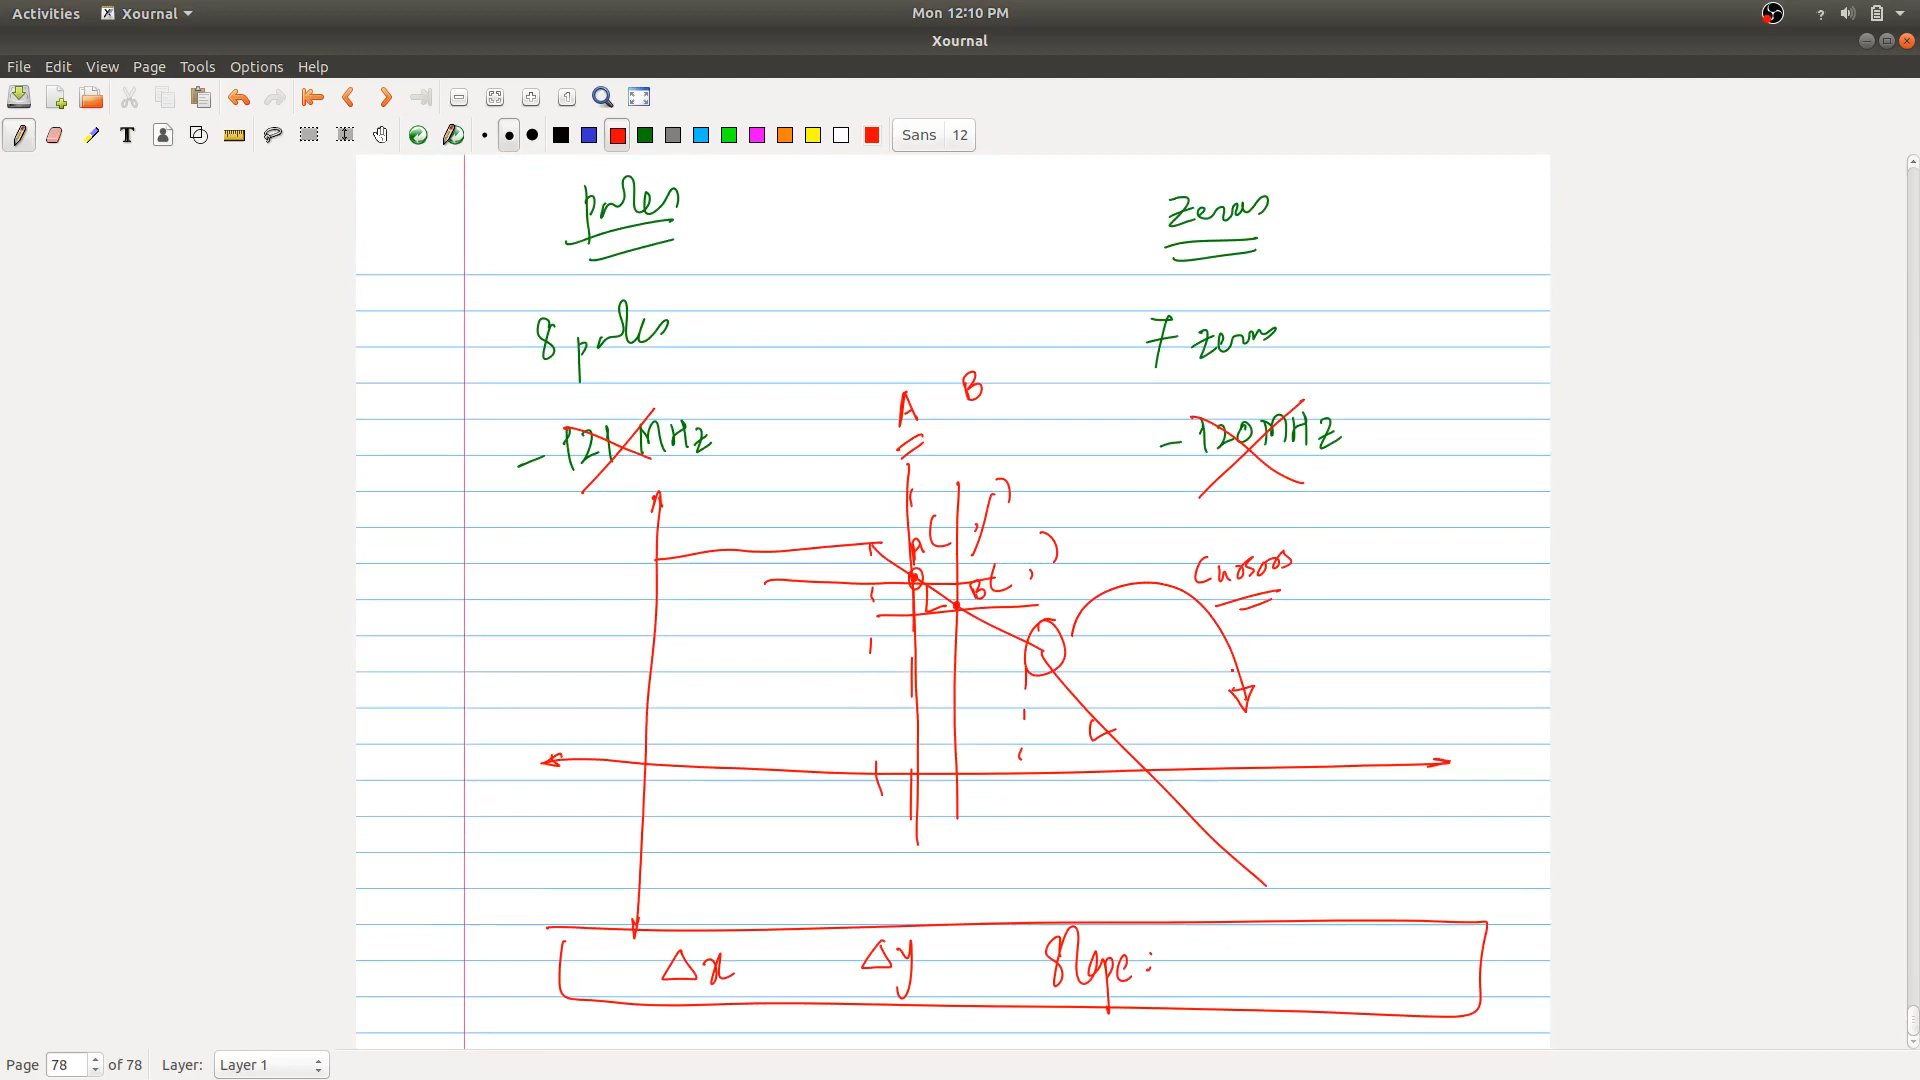 Activities Xournal Mon 12:10 PM ?
Xournal
File Edit View Page Tools Options Help
T Sans 12
poles zeros
8 poles 7 zeros
- 121 MHz - 120 MHz
A B
A( , )
B( , )
Cursors
Δx Δy Slope:
Page 78 of 78 Layer: Layer 1